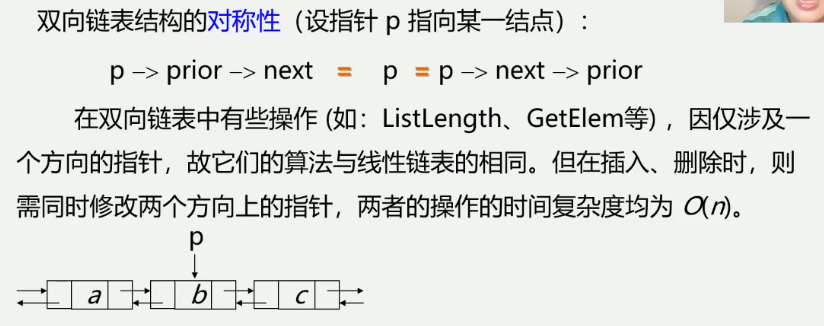 双向链表结构的对称性（设指针 p 指向某一结点）:
p -> prior -> next = p = p -> next -> prior
在双向链表中有些操作 (如：ListLength、GetElem等) ，因仅涉及一
个方向的指针，故它们的算法与线性链表的相同。但在插入、删除时，则
需同时修改两个方向上的指针，两者的操作的时间复杂度均为 O(n)。
p
a b c